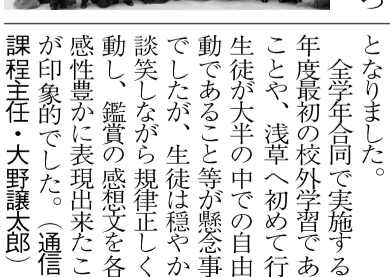 となりました。
　全学年合同で実施する
年度最初の校外学習であ
ることや、浅草へ初めて行
生徒が大半の中での自由
動であること等が懸念事
でしたが、生徒は穏やか
談笑しながら規律正しく
動し、鑑賞の感想文を各
感性豊かに表現出来たこ
が印象的でした。（通信
課程主任・大野譲太郎）